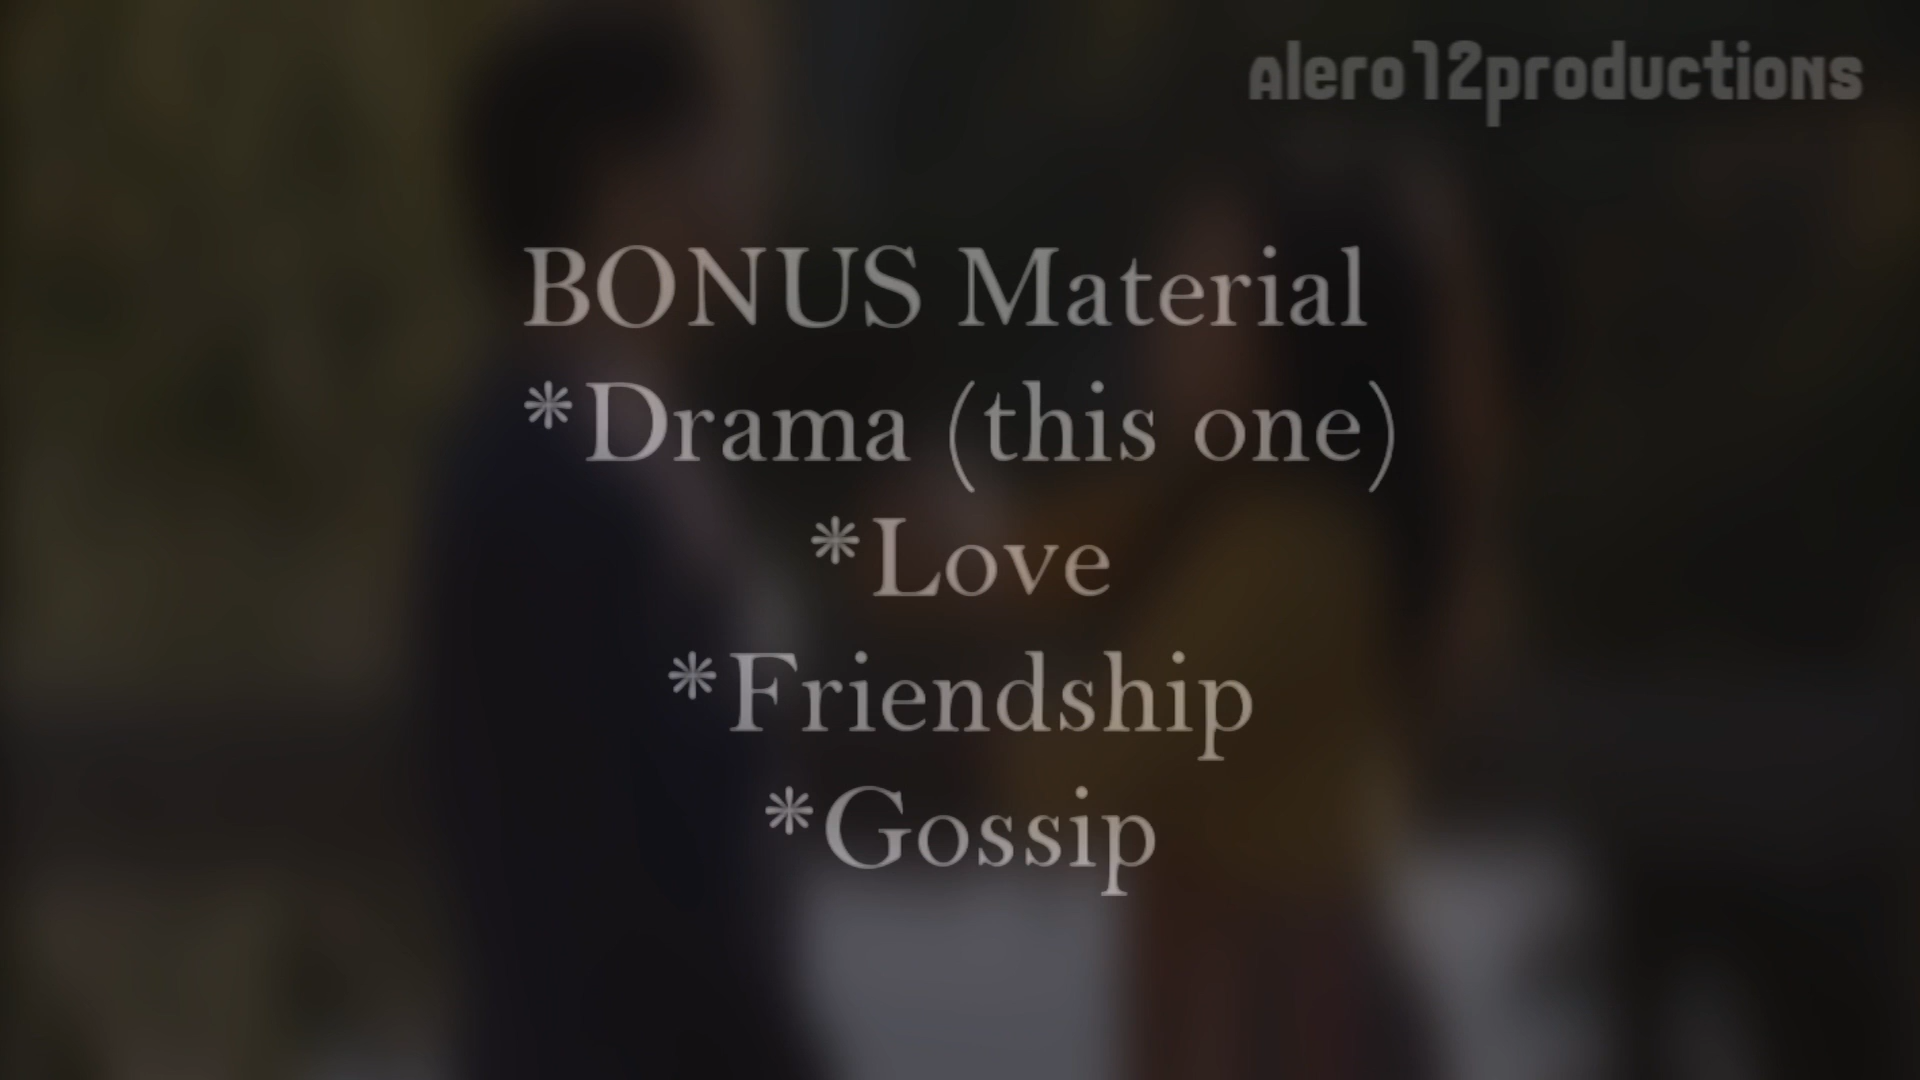 alero12productions
BONUS Material
*Drama (this one)
*Love
*Friendship
*Gossip